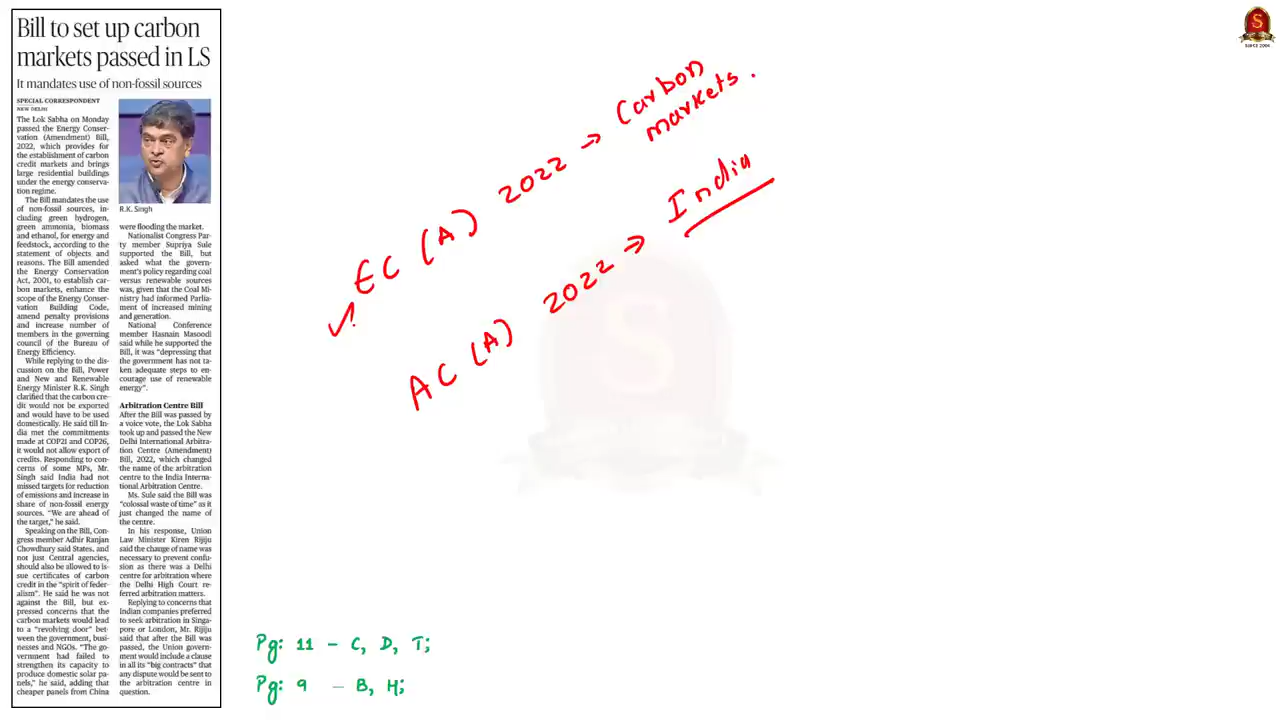 Bill to set up carbon
markets passed in LS
It mandates use of non-fossil sources
SPECIAL CORRESPONDENT
NEW DELHI
The Lok Sabha on Monday
passed the Energy Conser-
vation (Amendment) Bill,
2022, which provides for
the establishment of carbon
credit markets and brings
large residential buildings
under the energy conserva-
tion regime.
The Bill mandates the use
of non-fossil sources, in-
cluding green hydrogen,
green ammonia, biomass
and ethanol, for energy and
feedstock, according to the
statement of objects and
reasons. The Bill amended
the Energy Conservation
Act, 2001, to establish car-
bon markets, enhance the
scope of the Energy Conser-
vation Building Code,
amend penalty provisions
and increase number of
members in the governing
council of the Bureau of
Energy Efficiency.
While replying to the dis-
cussion on the Bill, Power
and New and Renewable
Energy Minister R.K. Singh
clarified that the carbon cre-
dit would not be exported
and would have to be used
domestically. He said till In-
dia met the commitments
made at COP21 and COP26,
it would not allow export of
credits. Responding to con-
cerns of some MPs, Mr.
Singh said India had not
missed targets for reduction
of emissions and increase in
share of non-fossil energy
sources. “We are ahead of
the target,” he said.
Speaking on the Bill, Con-
gress member Adhir Ranjan
Chowdhury said States, and
not just Central agencies,
should also be allowed to is-
sue certificates of carbon
credit in the “spirit of feder-
alism”. He said he was not
against the Bill, but ex-
pressed concerns that the
carbon markets would lead
to a “revolving door” bet-
ween the government, busi-
nesses and NGOs. “The go-
vernment had failed to
strengthen its capacity to
produce domestic solar pa-
nels,” he said, adding that
cheaper panels from China
R.K. Singh
were flooding the market.
Nationalist Congress Par-
ty member Supriya Sule
supported the Bill, but
asked what the govern-
ment’s policy regarding coal
versus renewable sources
was, given that the Coal Mi-
nistry had informed Parlia-
ment of increased mining
and generation.
National Conference
member Hasnain Masoodi
said while he supported the
Bill, it was “depressing that
the government has not ta-
ken adequate steps to en-
courage use of renewable
energy”.
Arbitration Centre Bill
After the Bill was passed by
a voice vote, the Lok Sabha
took up and passed the New
Delhi International Arbitra-
tion Centre (Amendment)
Bill, 2022, which changed
the name of the arbitration
centre to the India Interna-
tional Arbitration Centre.
Ms. Sule said the Bill was
“colossal waste of time” as it
just changed the name of
the centre.
In his response, Union
Law Minister Kiren Rijiju
said the change of name was
necessary to prevent confu-
sion as there was a Delhi
centre for arbitration where
the Delhi High Court re-
ferred arbitration matters.
Replying to concerns that
Indian companies preferred
to seek arbitration in Singa-
pore or London, Mr. Rijiju
said that after the Bill was
passed, the Union govern-
ment would include a clause
in all its “big contracts” that
any dispute would be sent to
the arbitration centre in
question.
EC (A) 2022 → Carbon
markets.
AC (A) 2022 → India
Pg: 11 - C, D, T;
Pg: 9 - B, H;
S
SINCE 2004
S